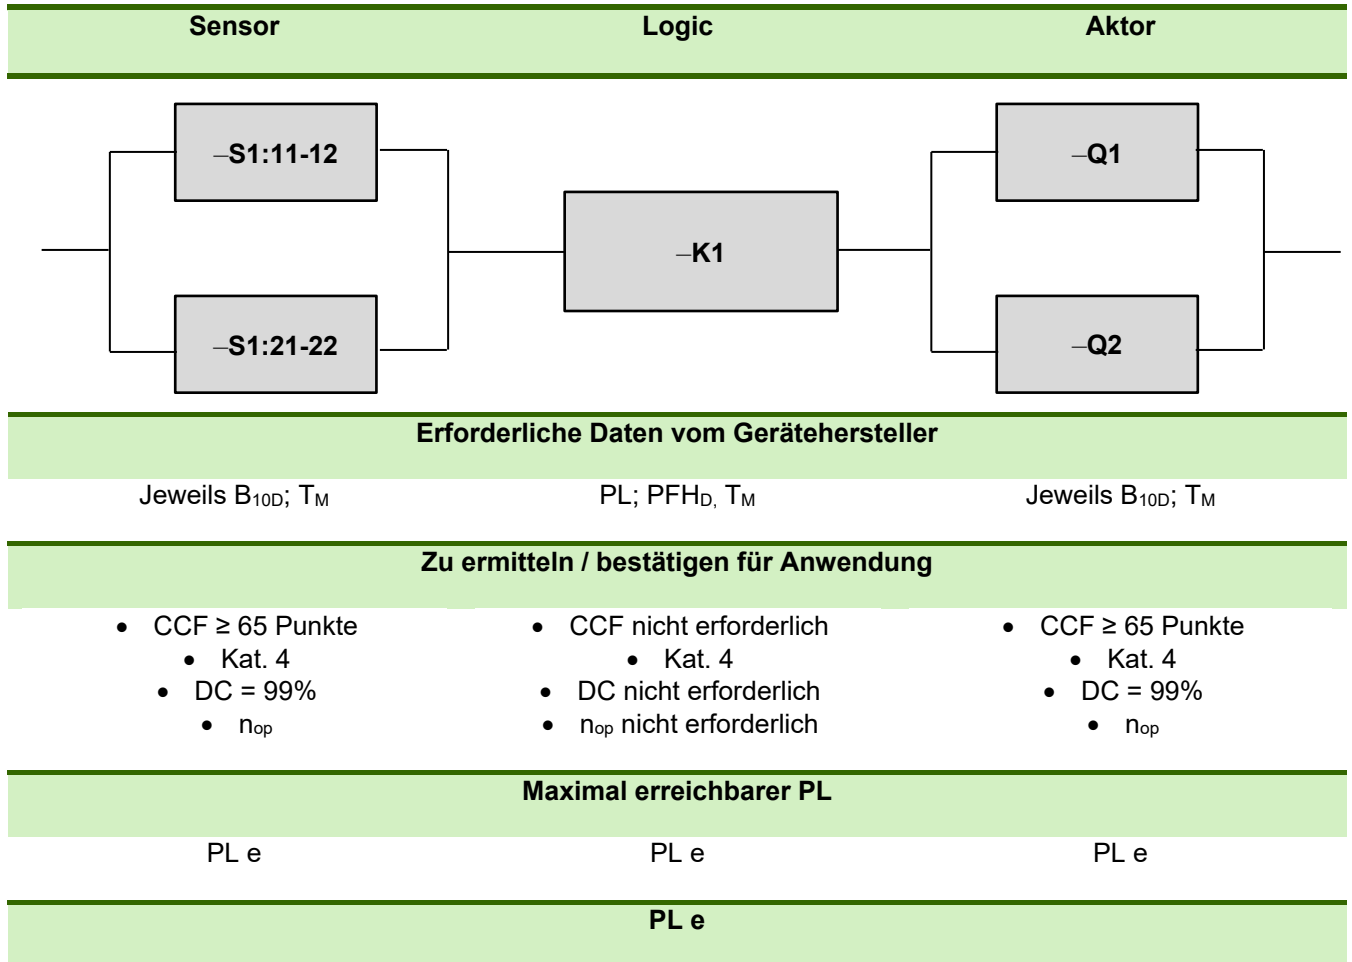 Sensor Logic Aktor
–S1:11-12 –Q1
–K1
–S1:21-22 –Q2
Erforderliche Daten vom Gerätehersteller
Jeweils B10D; TM PL; PFHD, TM Jeweils B10D; TM
Zu ermitteln / bestätigen für Anwendung
• CCF ≥ 65 Punkte • CCF nicht erforderlich • CCF ≥ 65 Punkte
• Kat. 4 • Kat. 4 • Kat. 4
• DC = 99% • DC nicht erforderlich • DC = 99%
• nop • nop nicht erforderlich • nop
Maximal erreichbarer PL
PL e PL e PL e
PL e